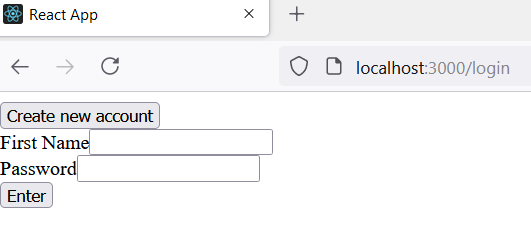 React App
localhost:3000/login
Create new account
First Name
Password
Enter